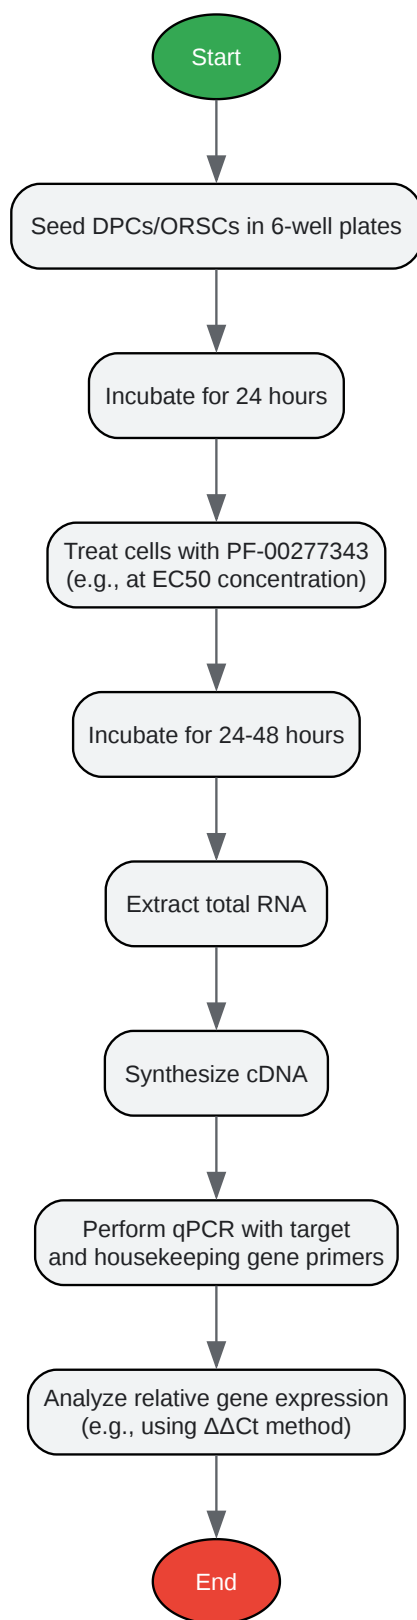 Start
Seed DPCs/ORSCs in 6-well plates
Incubate for 24 hours
Treat cells with PF-00277343
(e.g., at EC50 concentration)
Incubate for 24-48 hours
Extract total RNA
Synthesize cDNA
Perform qPCR with target
and housekeeping gene primers
Analyze relative gene expression
(e.g., using ΔΔCt method)
End